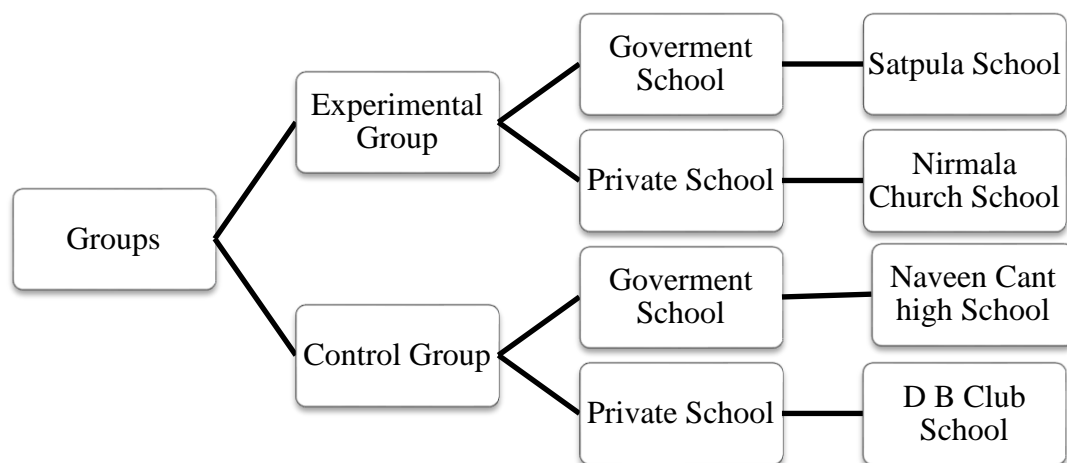 Groups
Experimental
Group
Goverment
School
Satpula School
Private School
Nirmala
Church School
Control Group
Goverment
School
Naveen Cant
high School
Private School
D B Club
School